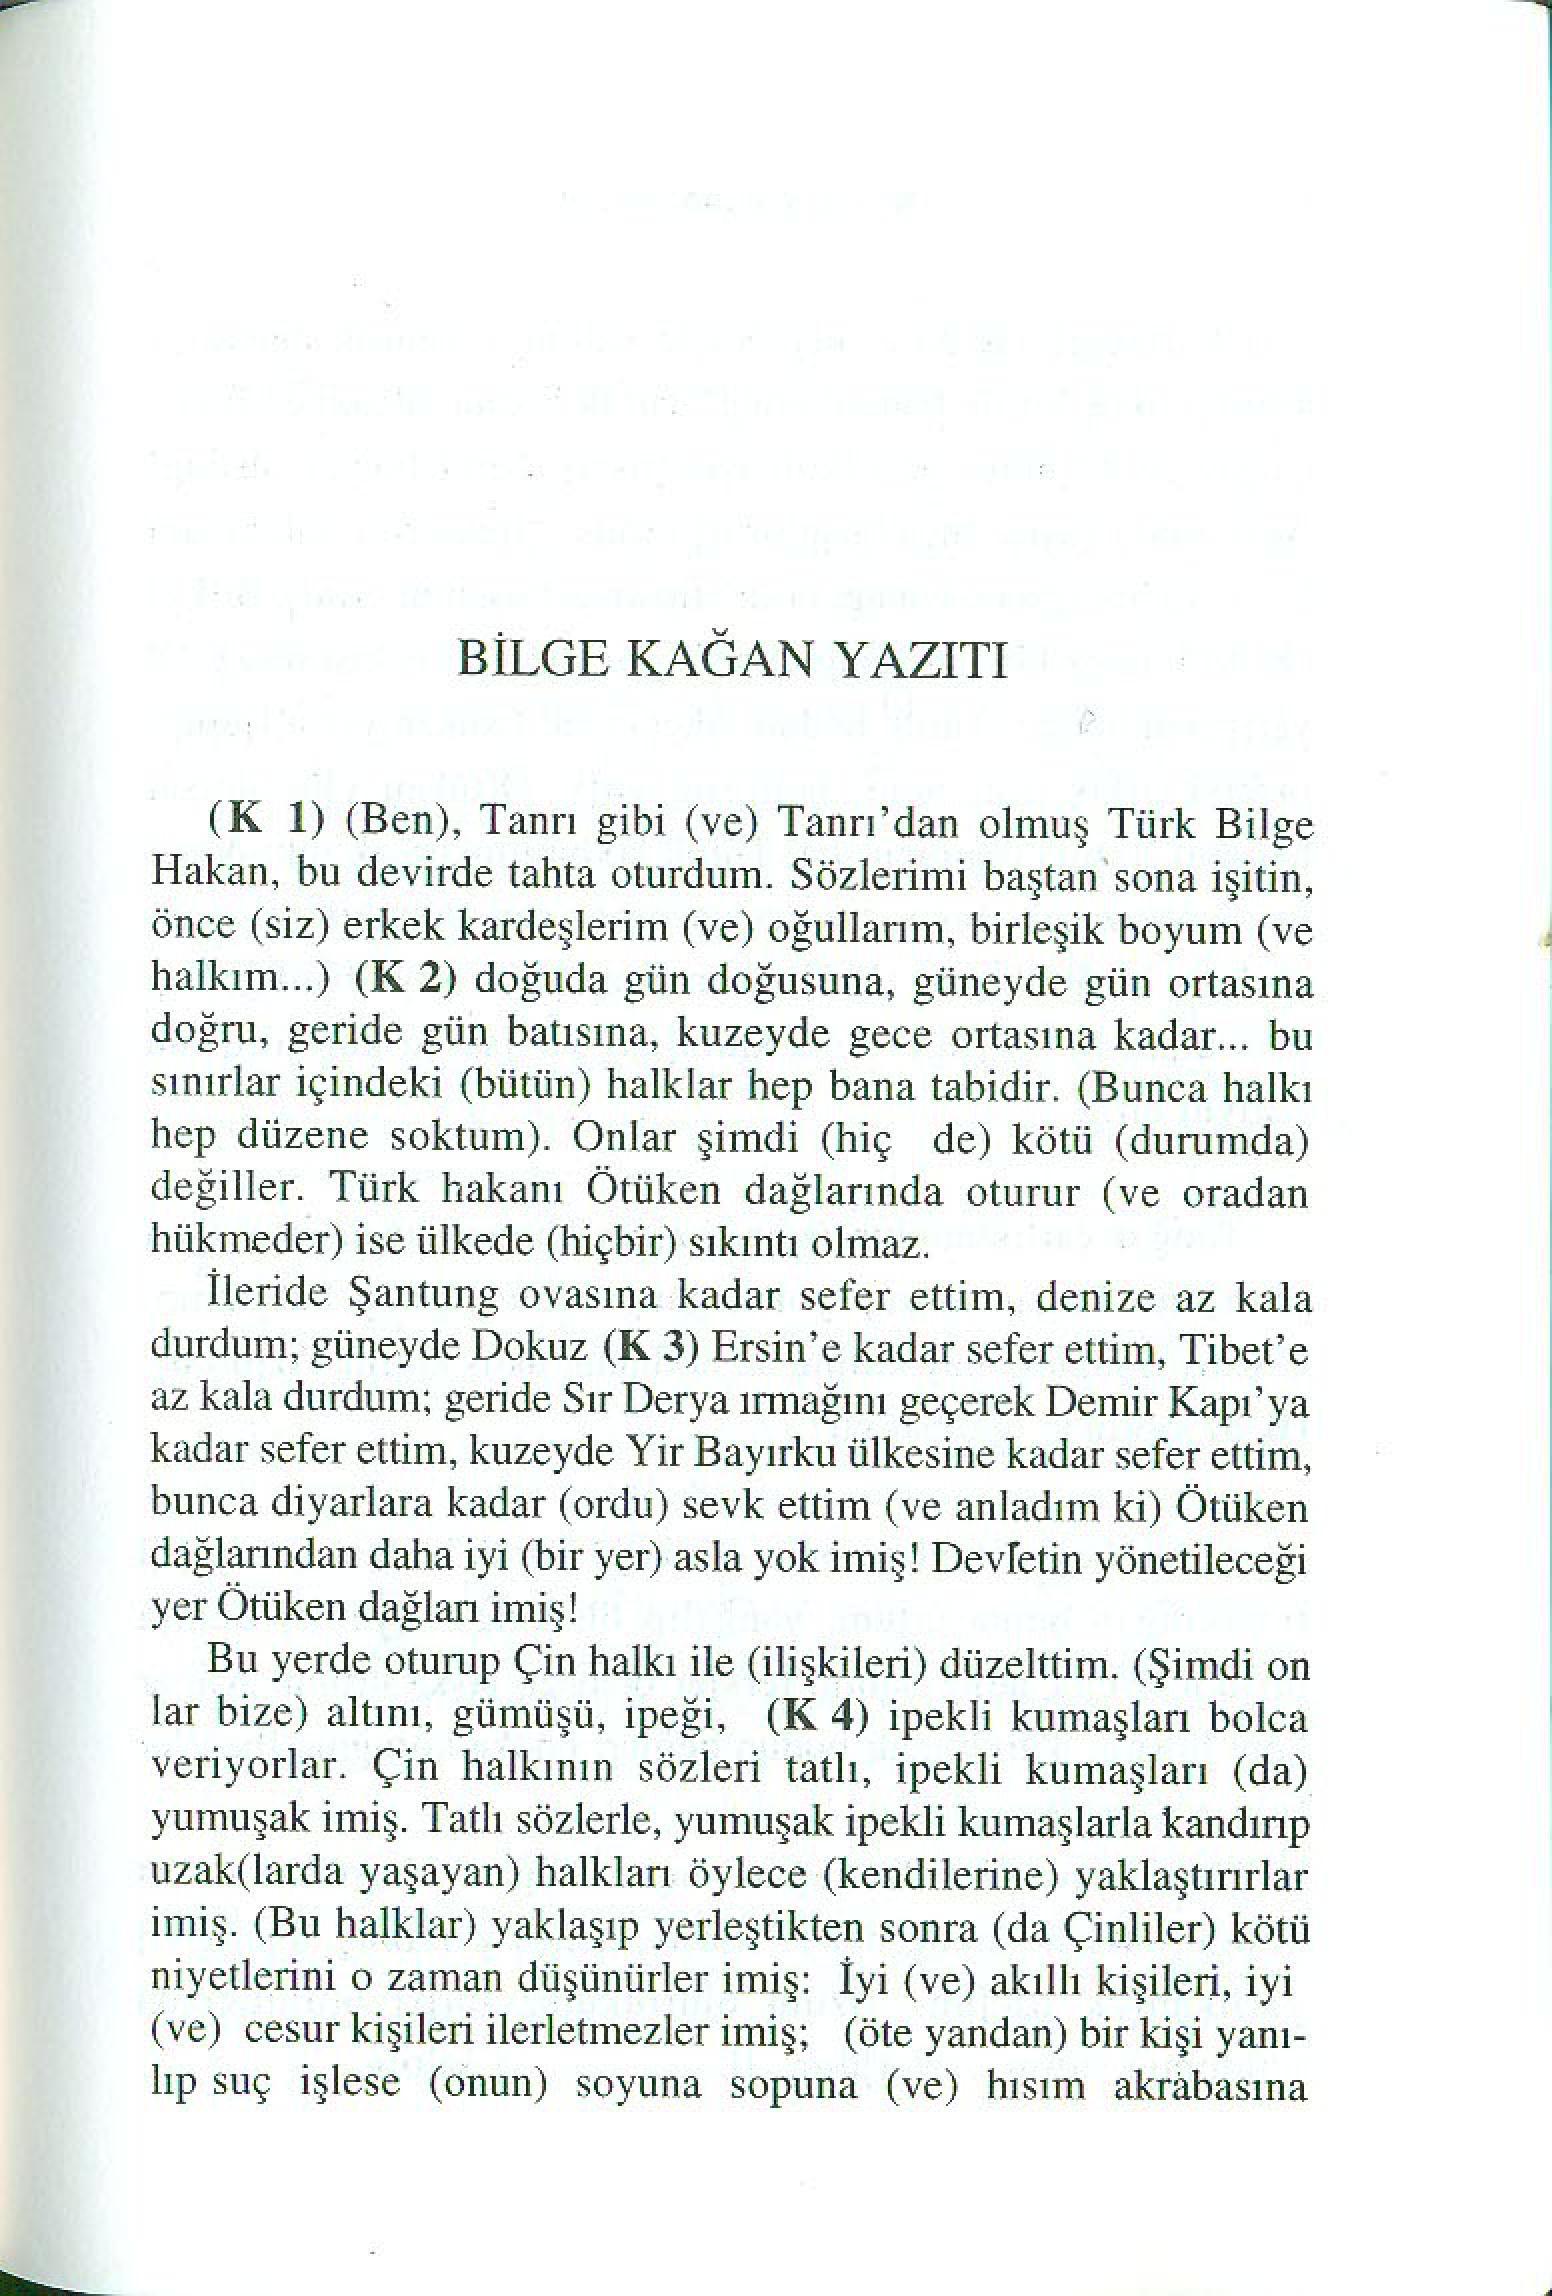 BİLGE KAĞAN YAZITI
(K 1) (Ben), Tanrı gibi (ve) Tanrı’dan olmuş Türk Bilge
Hakan, bu devirde tahta oturdum. Sözlerimi baştan sona işitin,
önce (siz) erkek kardeşlerim (ve) oğullarım, birleşik boyum (ve
halkım...) (K 2) doğuda gün doğusuna, güneyde gün ortasına
doğru, geride gün batısına, kuzeyde gece ortasına kadar... bu
sınırlar içindeki (bütün) halklar hep bana tabidir. (Bunca halkı
hep düzene soktum). Onlar şimdi (hiç de) kötü (durumda)
değiller. Türk hakanı Ötüken dağlarında oturur (ve oradan
hükmeder) ise ülkede (hiçbir) sıkıntı olmaz.
İleride Şantung ovasına kadar sefer ettim, denize az kala
durdum; güneyde Dokuz (K 3) Ersin’e kadar sefer ettim, Tibet’e
az kala durdum; geride Sır Derya ırmağını geçerek Demir Kapı’ya
kadar sefer ettim, kuzeyde Yir Bayırku ülkesine kadar sefer ettim,
bunca diyarlara kadar (ordu) sevk ettim (ve anladım ki) Ötüken
dağlarından daha iyi (bir yer) asla yok imiş! Devletin yönetileceği
yer Ötüken dağları imiş!
Bu yerde oturup Çin halkı ile (ilişkileri) düzelttim. (Şimdi on
lar bize) altını, gümüşü, ipeği, (K 4) ipekli kumaşları bolca
veriyorlar. Çin halkının sözleri tatlı, ipekli kumaşları (da)
yumuşak imiş. Tatlı sözlerle, yumuşak ipekli kumaşlarla kandırıp
uzak(larda yaşayan) halkları öylece (kendilerine) yaklaştırırlar
imiş. (Bu halklar) yaklaşıp yerleştikten sonra (da Çinliler) kötü
niyetlerini o zaman düşünürler imiş: İyi (ve) akıllı kişileri, iyi
(ve) cesur kişileri ilerletmezler imiş; (öte yandan) bir kişi yanı-
lıp suç işlese (onun) soyuna sopuna (ve) hısım akrabasına